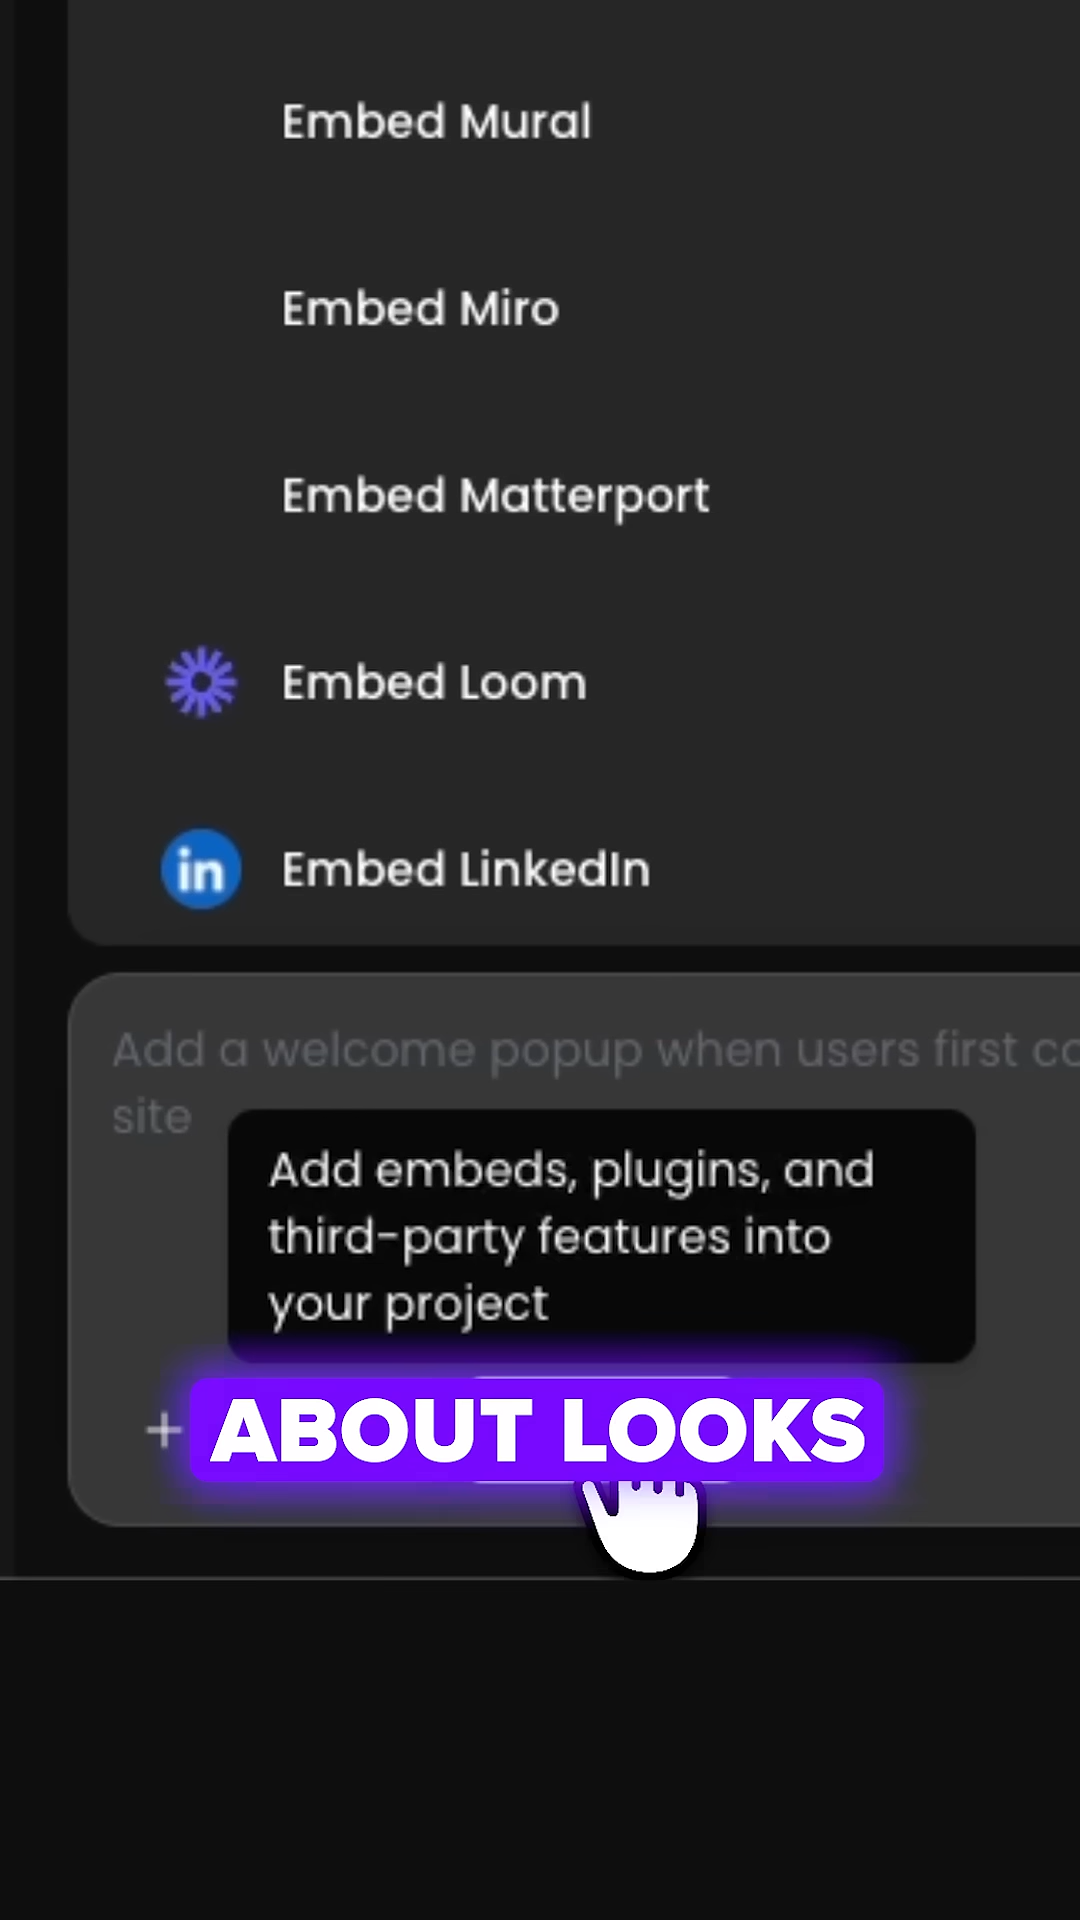 Embed Mural
Embed Miro
Embed Matterport
Embed Loom
in
Embed LinkedIn
Add a welcome popup when users first
site
Add embeds, plugins, and
third-party features into
your project
+
ABOUT LOOKS